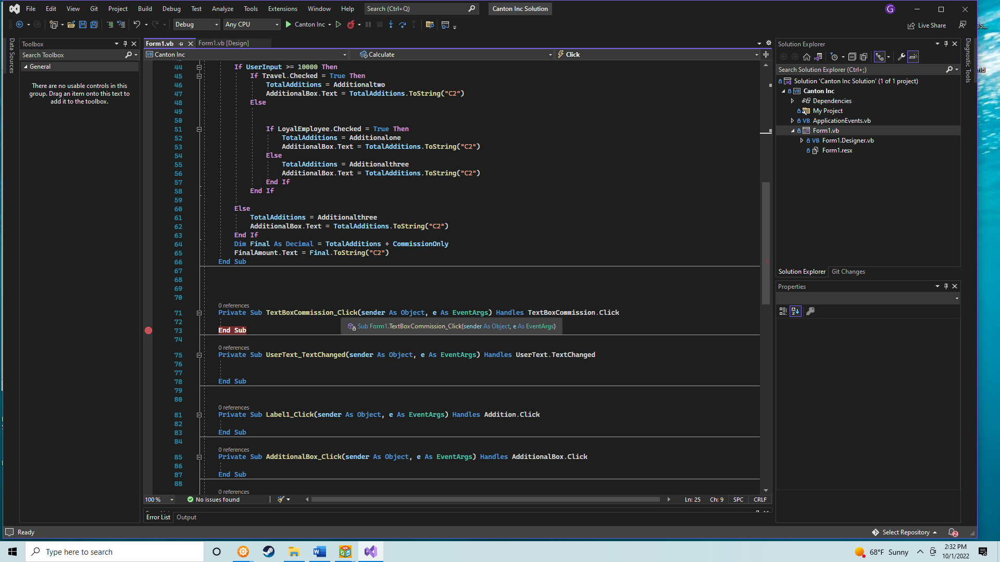 File Edit View Git Project Build Debug Test Analyze Tools Extensions Window Help Search (Ctrl+Q) Canton Inc Solution G
Debug Any CPU Canton Inc Live Share
Data Sources
Toolbox
Search Toolbox
General
There are no usable controls in this
group. Drag an item onto this text to
add it to the toolbox.
Form1.vb Form1.vb [Design]
VB Canton Inc Calculate Click
44 If UserInput >= 10000 Then
45 If Travel.Checked = True Then
46 TotalAdditions = Additionaltwo
47 AdditionalBox.Text = TotalAdditions.ToString("C2")
48 Else
49
50
51 If LoyalEmployee.Checked = True Then
52 TotalAdditions = Additionalone
53 AdditionalBox.Text = TotalAdditions.ToString("C2")
54 Else
55 TotalAdditions = Additionalthree
56 AdditionalBox.Text = TotalAdditions.ToString("C2")
57 End If
58 End If
59
60 Else
61 TotalAdditions = Additionalthree
62 AdditionalBox.Text = TotalAdditions.ToString("C2")
63 End If
64 Dim Final As Decimal = TotalAdditions + CommissionOnly
65 FinalAmount.Text = Final.ToString("C2")
66 End Sub
67
68
69
70
0 references
71 Private Sub TextBoxCommission_Click(sender As Object, e As EventArgs) Handles TextBoxCommission.Click
72
Sub Form1.TextBoxCommission_Click(sender As Object, e As EventArgs)
73 End Sub
74
0 references
75 Private Sub UserText_TextChanged(sender As Object, e As EventArgs) Handles UserText.TextChanged
76
77
78 End Sub
79
80
0 references
81 Private Sub Label1_Click(sender As Object, e As EventArgs) Handles Addition.Click
82
83 End Sub
84
0 references
85 Private Sub AdditionalBox_Click(sender As Object, e As EventArgs) Handles AdditionalBox.Click
86
87 End Sub
88
0 references
100 % No issues found Ln: 25 Ch: 9 SPC CRLF
Error List Output
Solution Explorer
Search Solution Explorer (Ctrl+;)
Solution 'Canton Inc Solution' (1 of 1 project)
VB Canton Inc
Dependencies
My Project
VB ApplicationEvents.vb
Form1.vb
VB Form1.Designer.vb
Form1.resx
Solution Explorer Git Changes
Properties
Diagnostic Tools
Ready Select Repository 2
Type here to search 68°F Sunny 2:32 PM
10/1/2022